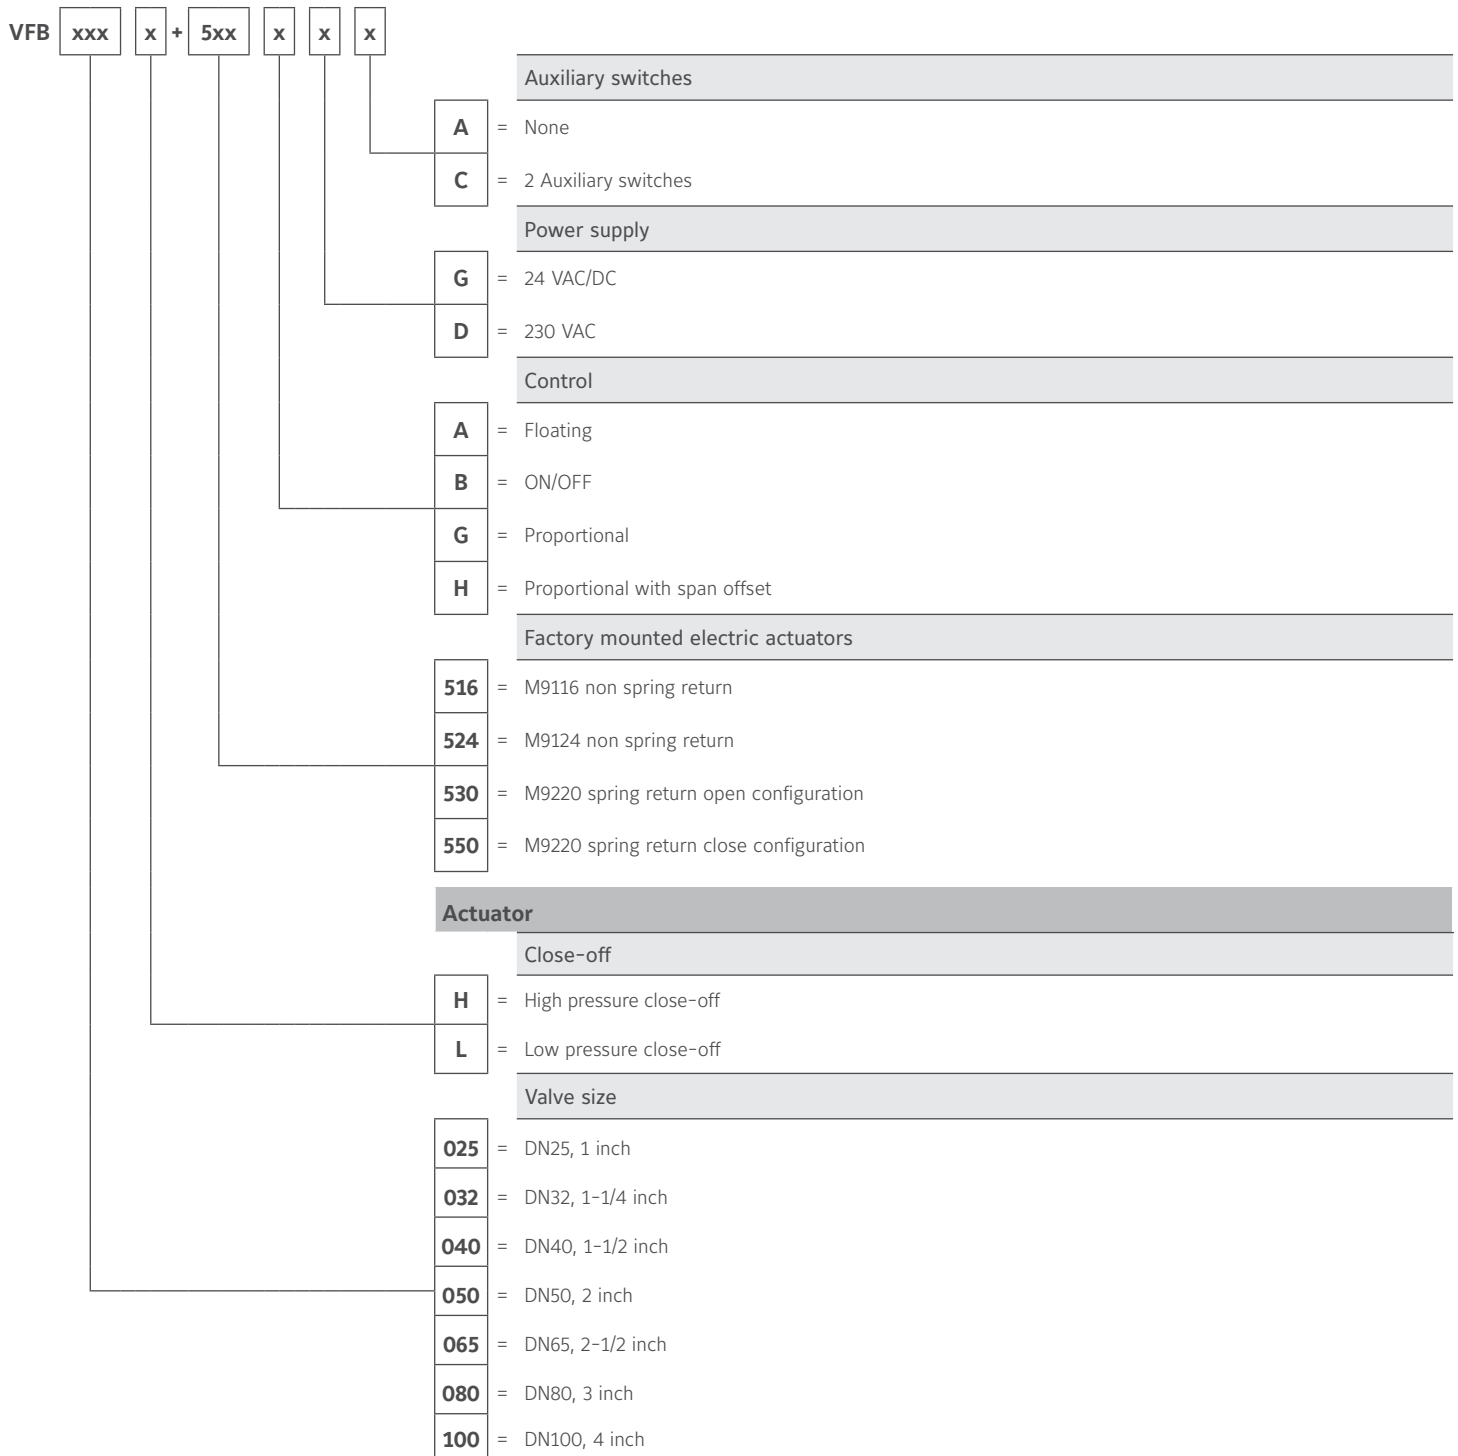 VFB xxx x + 5xx x x x
Auxiliary switches
A = None
C = 2 Auxiliary switches
Power supply
G = 24 VAC/DC
D = 230 VAC
Control
A = Floating
B = ON/OFF
G = Proportional
H = Proportional with span offset
Factory mounted electric actuators
516 = M9116 non spring return
524 = M9124 non spring return
530 = M9220 spring return open configuration
550 = M9220 spring return close configuration
Actuator
Close-off
H = High pressure close-off
L = Low pressure close-off
Valve size
025 = DN25, 1 inch
032 = DN32, 1-1/4 inch
040 = DN40, 1-1/2 inch
050 = DN50, 2 inch
065 = DN65, 2-1/2 inch
080 = DN80, 3 inch
100 = DN100, 4 inch